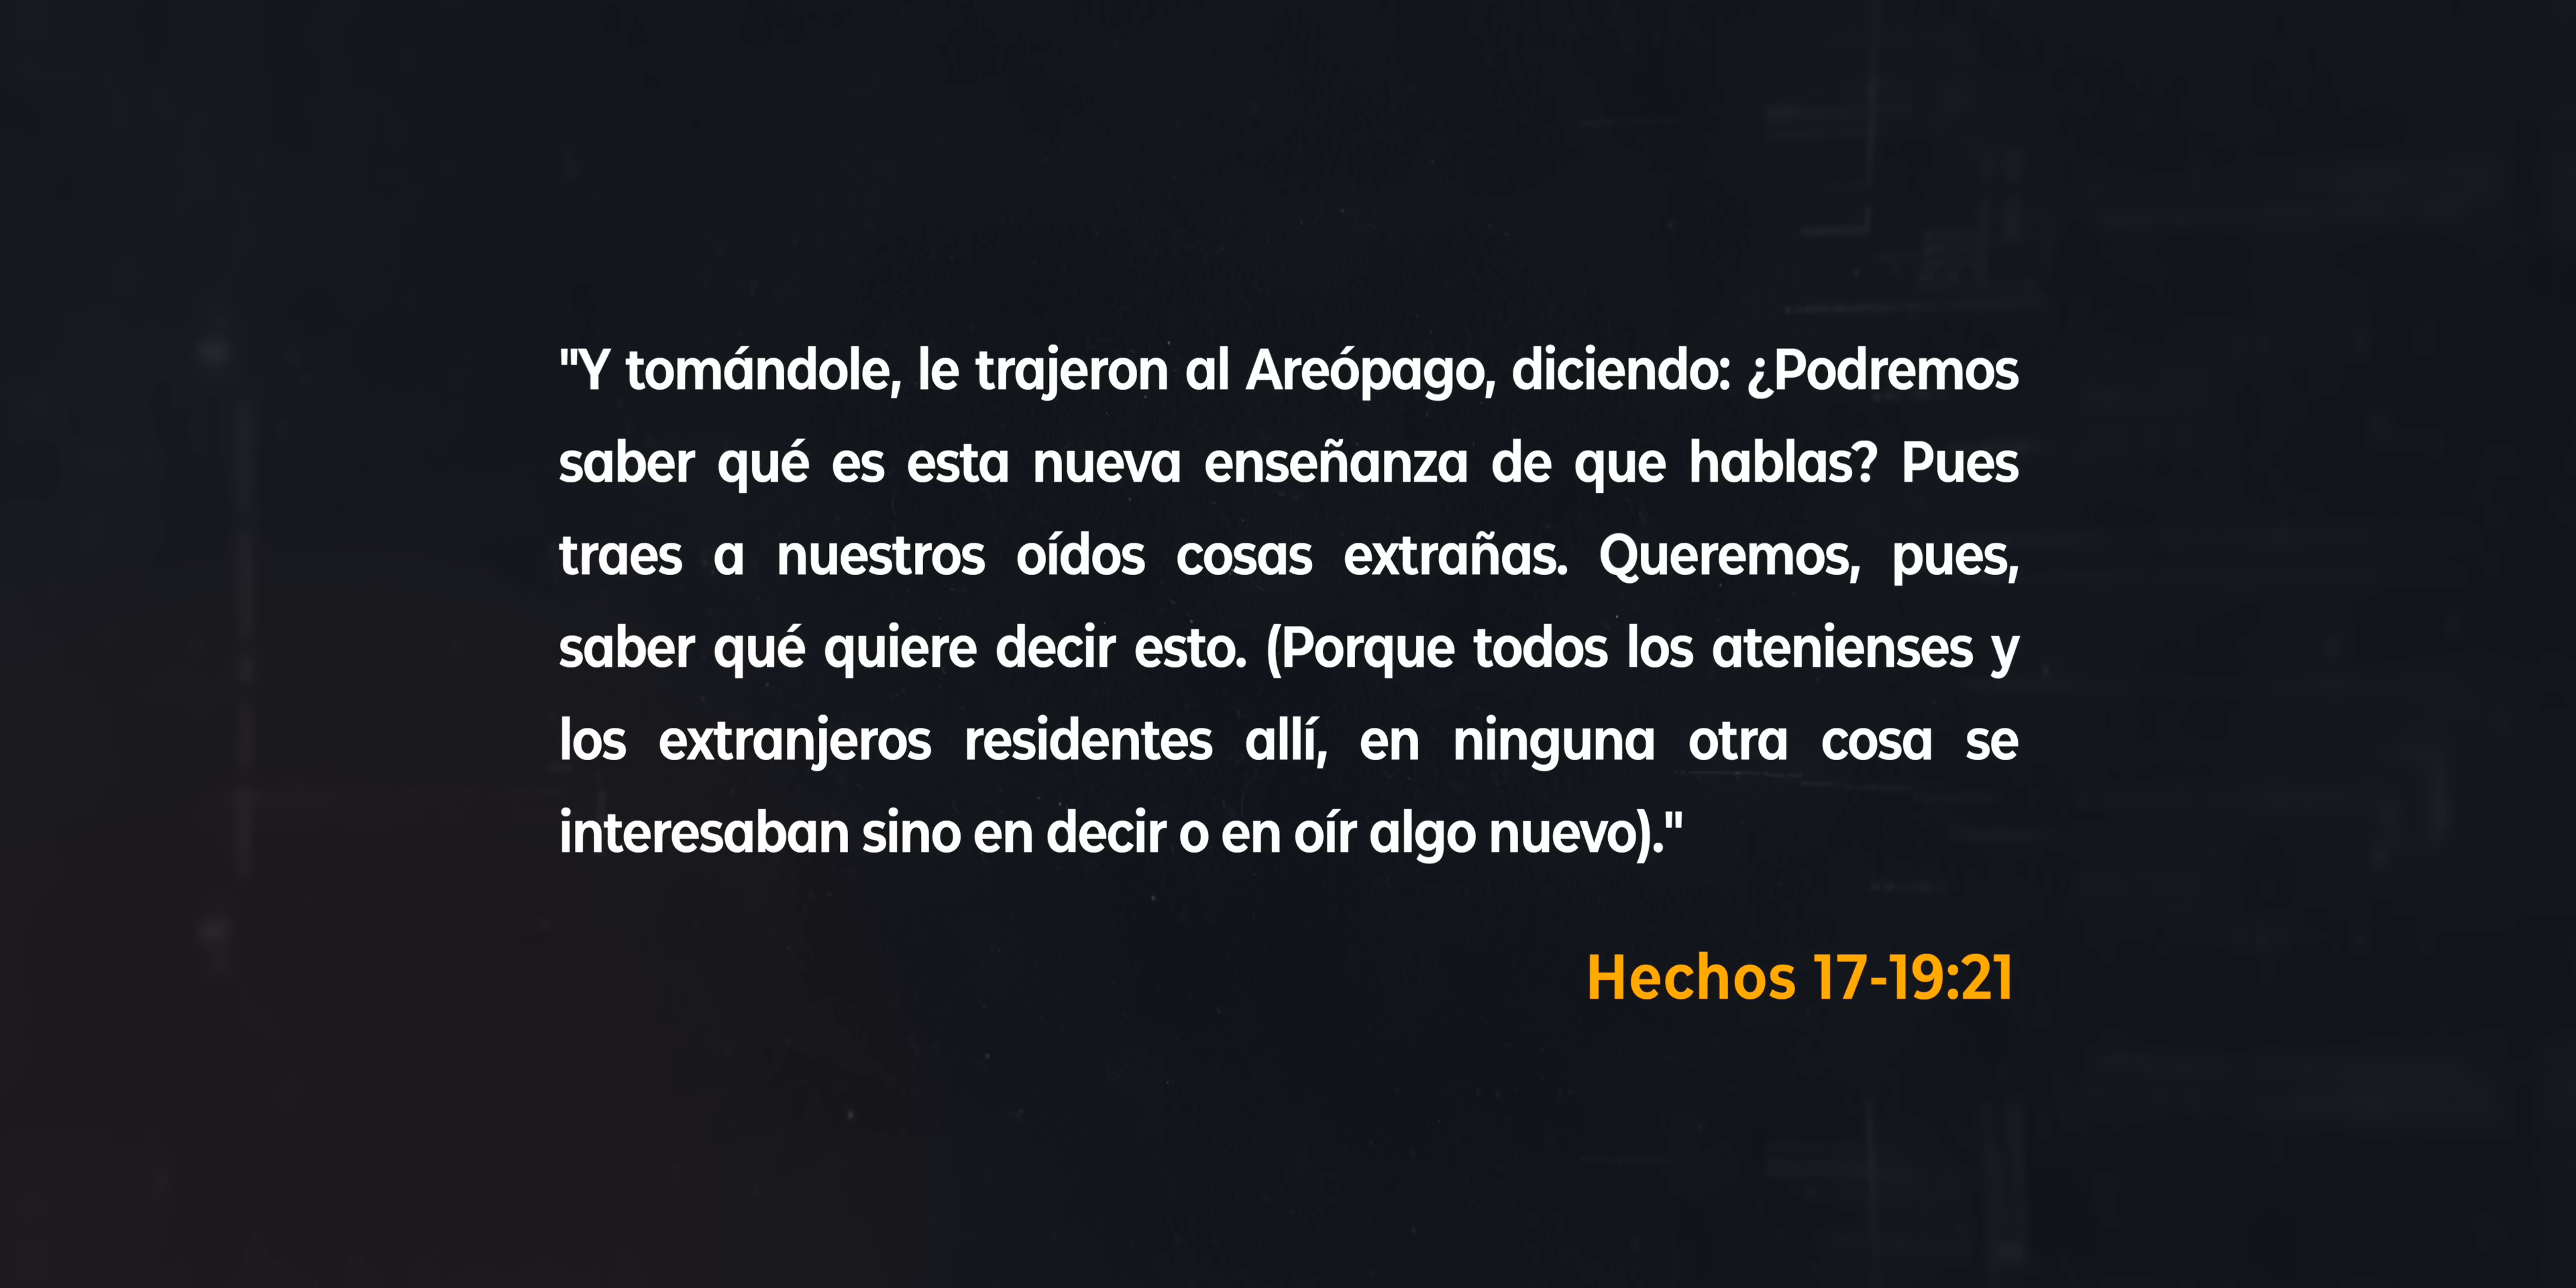 "Y tomándole, le trajeron al Areópago, diciendo: ¿Podremos
saber qué es esta nueva enseñanza de que hablas? Pues
traes a nuestros oídos cosas extrañas. Queremos, pues,
saber qué quiere decir esto. (Porque todos los atenienses y
los extranjeros residentes allí, en ninguna otra cosa se
interesaban sino en decir o en oír algo nuevo)."
Hechos 17-19:21